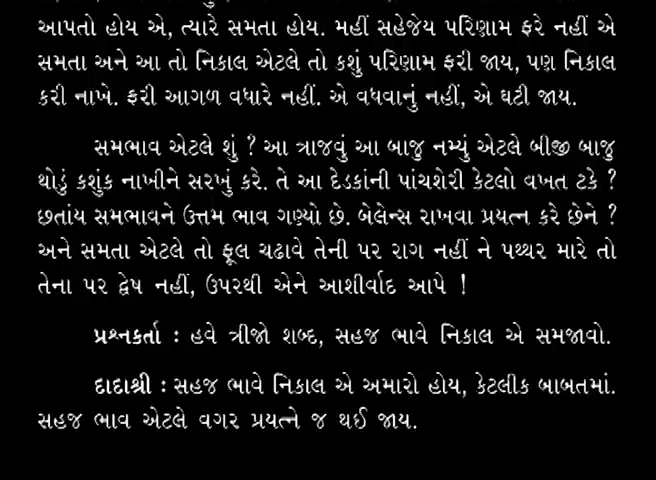 આપતો હોય એ, ત્યારે સમતા હોય. મહીં સહેજેય પરિણામ ફરે નહીં એ
સમતા અને આ તો નિકાલ એટલે તો કશું પરિણામ ફરી જાય, પણ નિકાલ
કરી નાખે. ફરી આગળ વધારે નહીં. એ વધવાનું નહીં, એ ઘટી જાય.
સમભાવ એટલે શું ? આ ત્રાજવું આ બાજુ નમ્યું એટલે બીજી બાજુ
થોડું કશુંક નાખીને સરખું કરે. તે આ દેડકાંની પાંચશેરી કેટલો વખત ટકે ?
છતાંય સમભાવને ઉત્તમ ભાવ ગણ્યો છે. બેલેન્સ રાખવા પ્રયત્ન કરે છેને ?
અને સમતા એટલે તો ફૂલ ચઢાવે તેની પર રાગ નહીં ને પથ્થર મારે તો
તેના પર દ્વેષ નહીં, ઉપરથી એને આશીર્વાદ આપે !
પ્રશ્નકર્તા : હવે ત્રીજો શબ્દ, સહજ ભાવે નિકાલ એ સમજાવો.
દાદાશ્રી : સહજ ભાવે નિકાલ એ અમારો હોય, કેટલીક બાબતમાં.
સહજ ભાવ એટલે વગર પ્રયત્ને જ થઈ જાય.